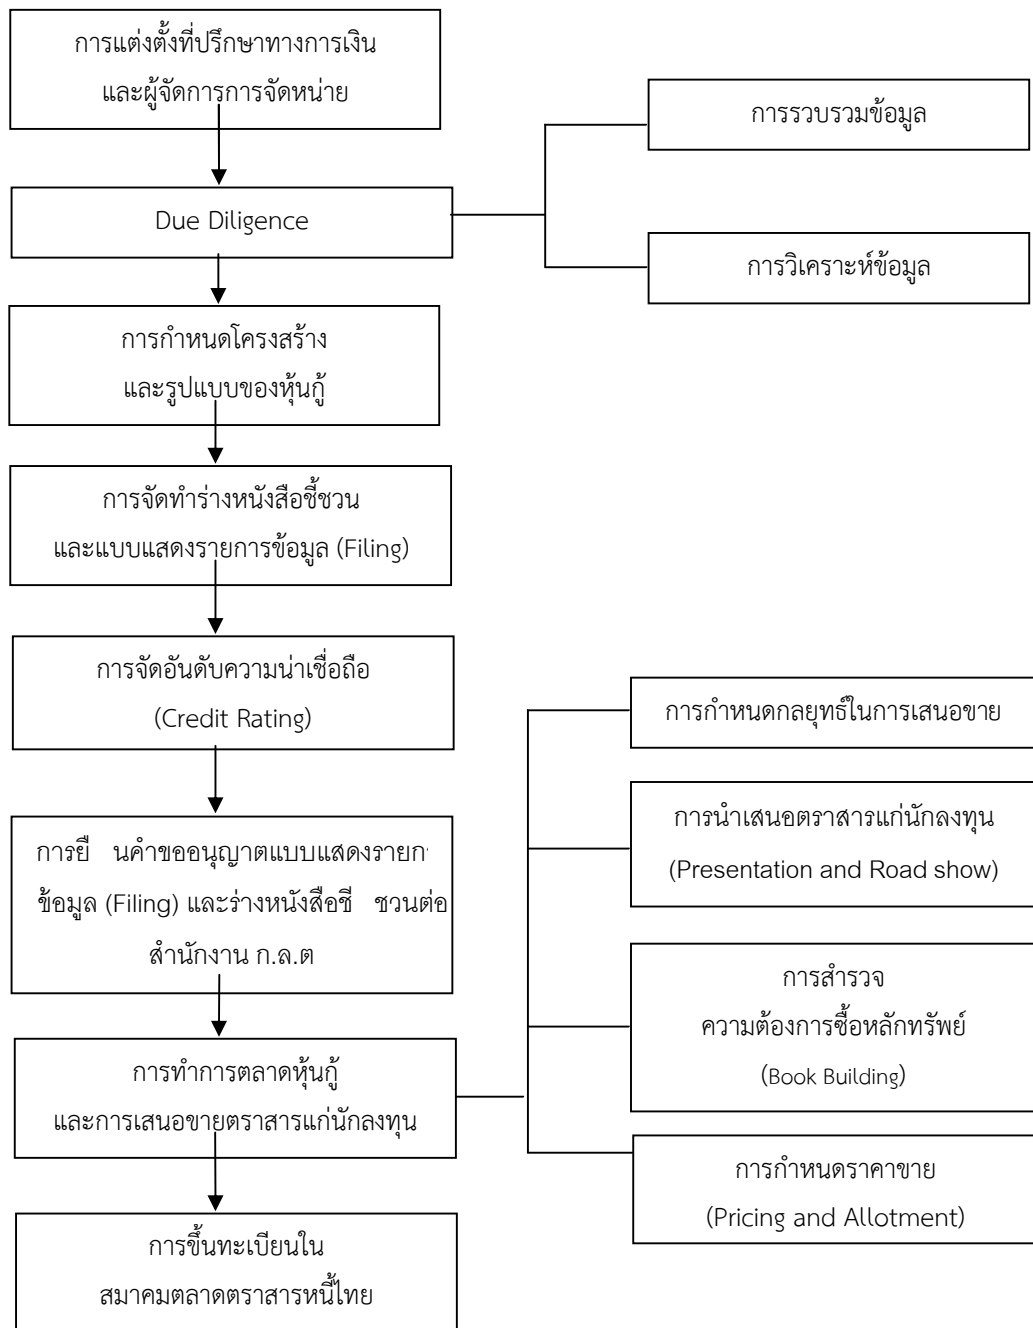 การแต่งตั้งที่ปรึกษาทางการเงิน
และผู้จัดการการจัดหน่าย
การรวบรวมข้อมูล
Due Diligence
การวิเคราะห์ข้อมูล
การกำหนดโครงสร้าง
และรูปแบบของหุ้นกู้
การจัดทำร่างหนังสือชี้ชวน
และแบบแสดงรายการข้อมูล (Filing)
การจัดอันดับความน่าเชื่อถือ
(Credit Rating)
การยื นคำขออนุญาตแบบแสดงรายก
ข้อมูล (Filing) และร่างหนังสือชี ชวนต่อ
สำนักงาน ก.ล.ต
การทำการตลาดหุ้นกู้
และการเสนอขายตราสารแก่นักลงทุน
การกำหนดกลยุทธ์ในการเสนอขาย
การนำเสนอตราสารแก่นักลงทุน
(Presentation and Road show)
การสำรวจ
ความต้องการซื้อหลักทรัพย์
(Book Building)
การกำหนดราคาขาย
(Pricing and Allotment)
การขึ้นทะเบียนใน
สมาคมตลาดตราสารหนี้ไทย